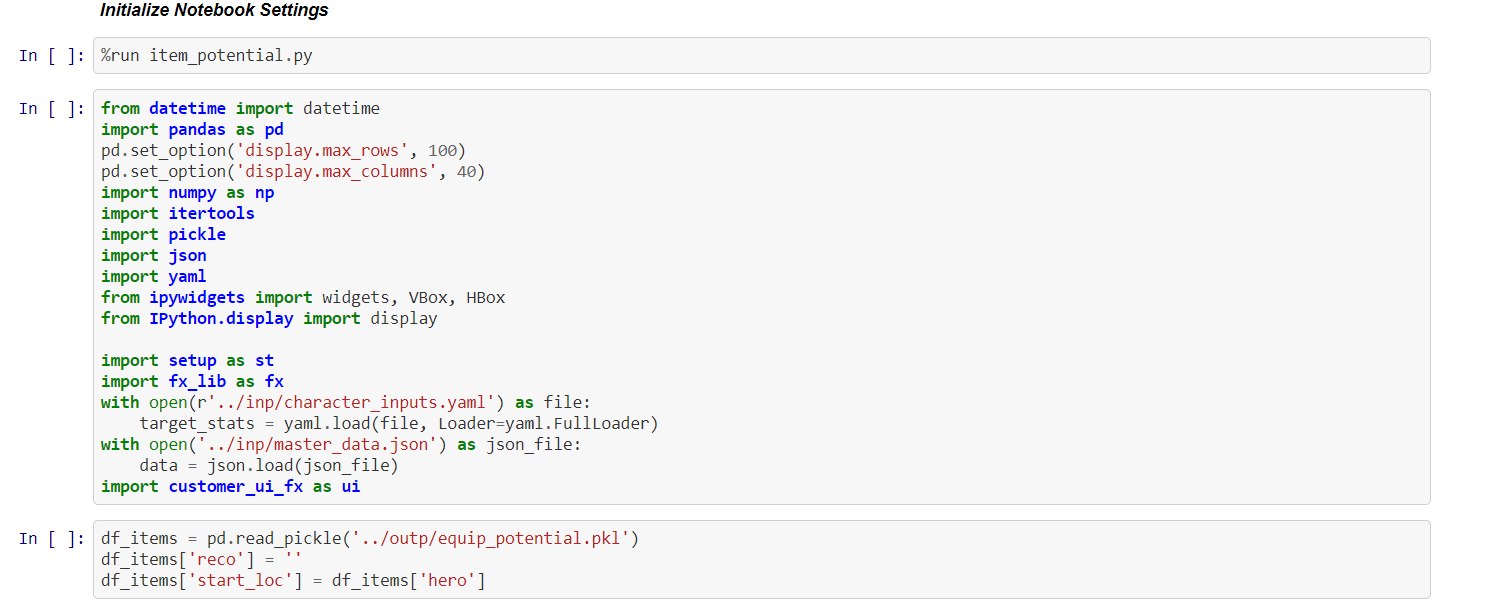 Initialize Notebook Settings
In [ ]: %run item_potential.py
In [ ]: from datetime import datetime
import pandas as pd
pd.set_option('display.max_rows', 100)
pd.set_option('display.max_columns', 40)
import numpy as np
import itertools
import pickle
import json
import yaml
from ipywidgets import widgets, VBox, HBox
from IPython.display import display

import setup as st
import fx_lib as fx
with open(r'../inp/character_inputs.yaml') as file:
    target_stats = yaml.load(file, Loader=yaml.FullLoader)
with open('../inp/master_data.json') as json_file:
    data = json.load(json_file)
import customer_ui_fx as ui
In [ ]: df_items = pd.read_pickle('../outp/equip_potential.pkl')
df_items['reco'] = ''
df_items['start_loc'] = df_items['hero']